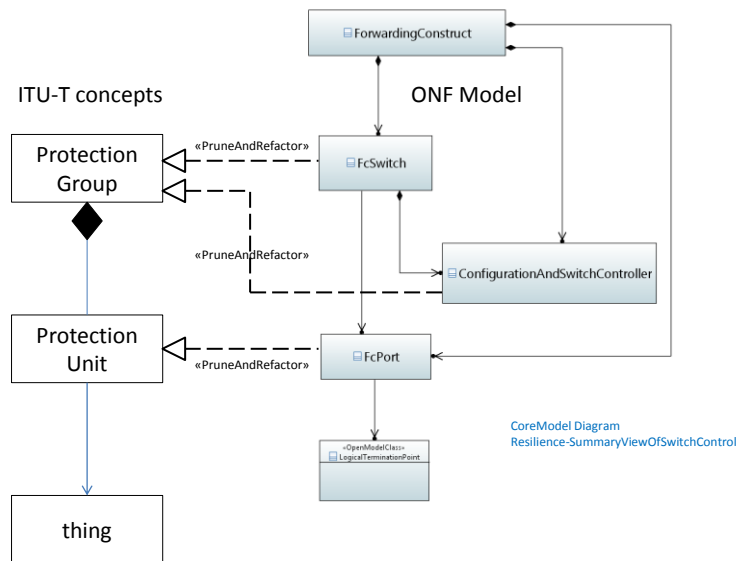 ForwardingConstruct
ITU-T concepts
ONF Model
«PruneAndRefactor»
Protection
Group
FcSwitch
«PruneAndRefactor»
ConfigurationAndSwitchController
Protection
Unit
FcPort
«PruneAndRefactor»
CoreModel Diagram
Resilience-SummaryViewOfSwitchControl
«OpenModelClass»
LogicalTerminationPoint
thing